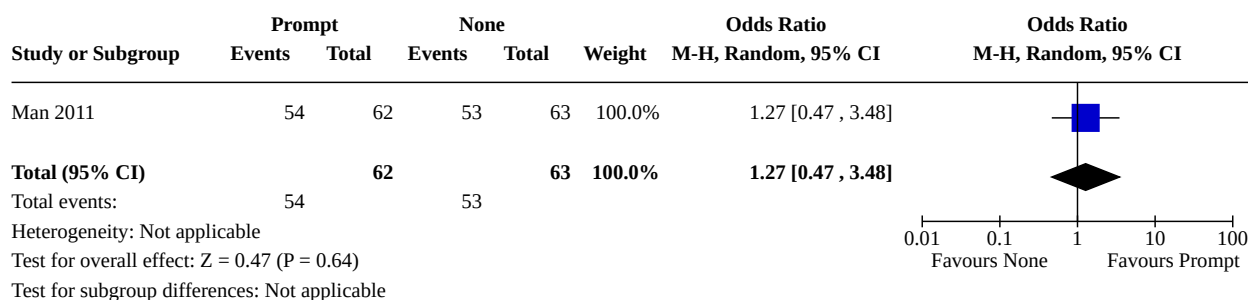 Prompt None Odds Ratio Odds Ratio
Study or Subgroup Events Total Events Total Weight M-H, Random, 95% CI M-H, Random, 95% CI
Man 2011 54 62 53 63 100.0% 1.27 [0.47 , 3.48]
Total (95% CI) 62 63 100.0% 1.27 [0.47 , 3.48]
Total events: 54 53
Heterogeneity: Not applicable 0.01 0.1 1 10 100
Test for overall effect: Z = 0.47 (P = 0.64) Favours None Favours Prompt
Test for subgroup differences: Not applicable